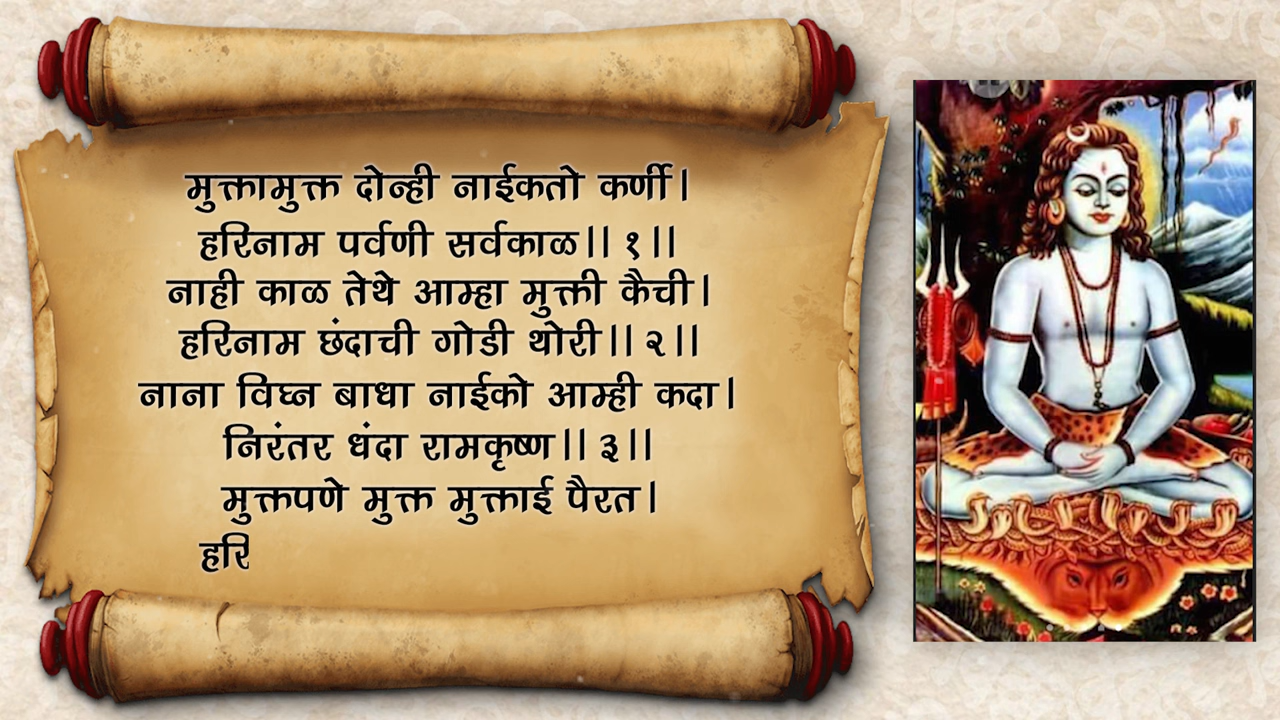 मुक्तामुक्त दोन्ही नाईकतो कर्णी।
हरिनाम पर्वणी सर्वकाळ।। १ ।।
नाही काळ तेथे आम्हा मुक्ती कैची।
हरिनाम छंदाची गोडी थोरी।। २ ।।
नाना विघ्न बाधा नाईको आम्ही कदा।
निरंतर धंदा रामकृष्ण।। ३ ।।
मुक्तपणे मुक्त मुक्ताई पैरत।
हरि